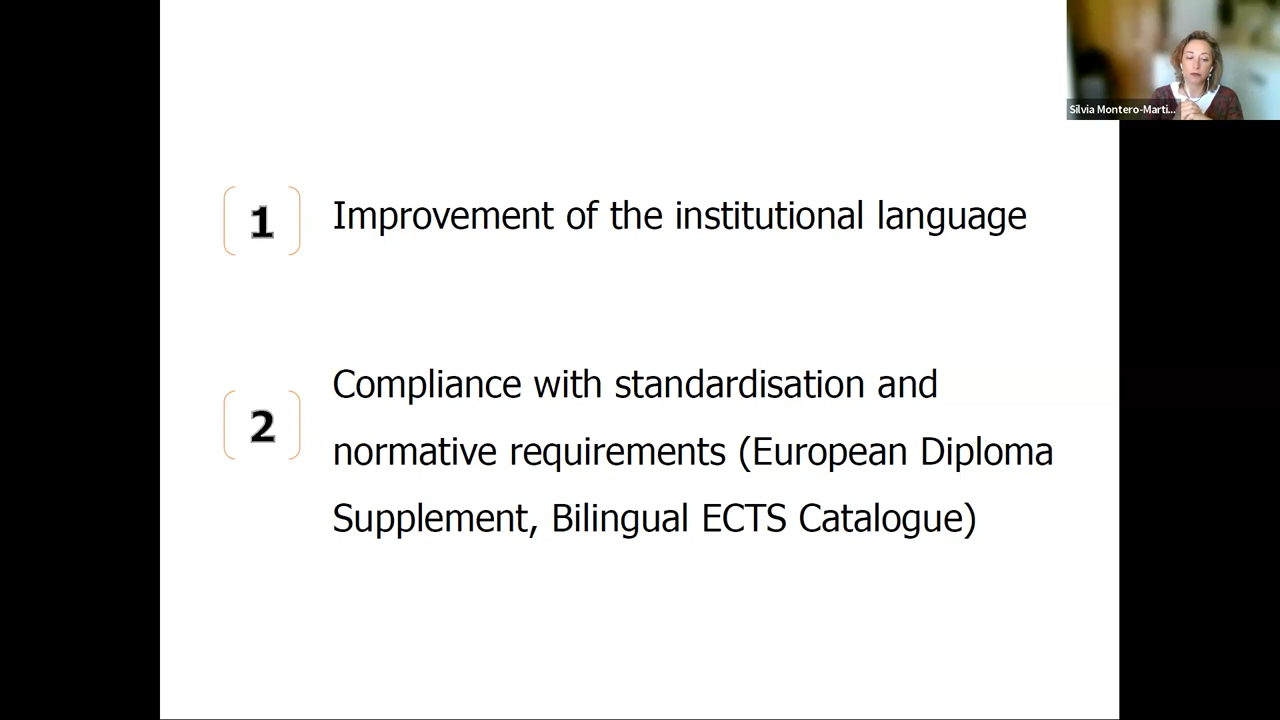 Silvia Montero-Marti...
1
Improvement of the institutional language
2
Compliance with standardisation and
normative requirements (European Diploma
Supplement, Bilingual ECTS Catalogue)